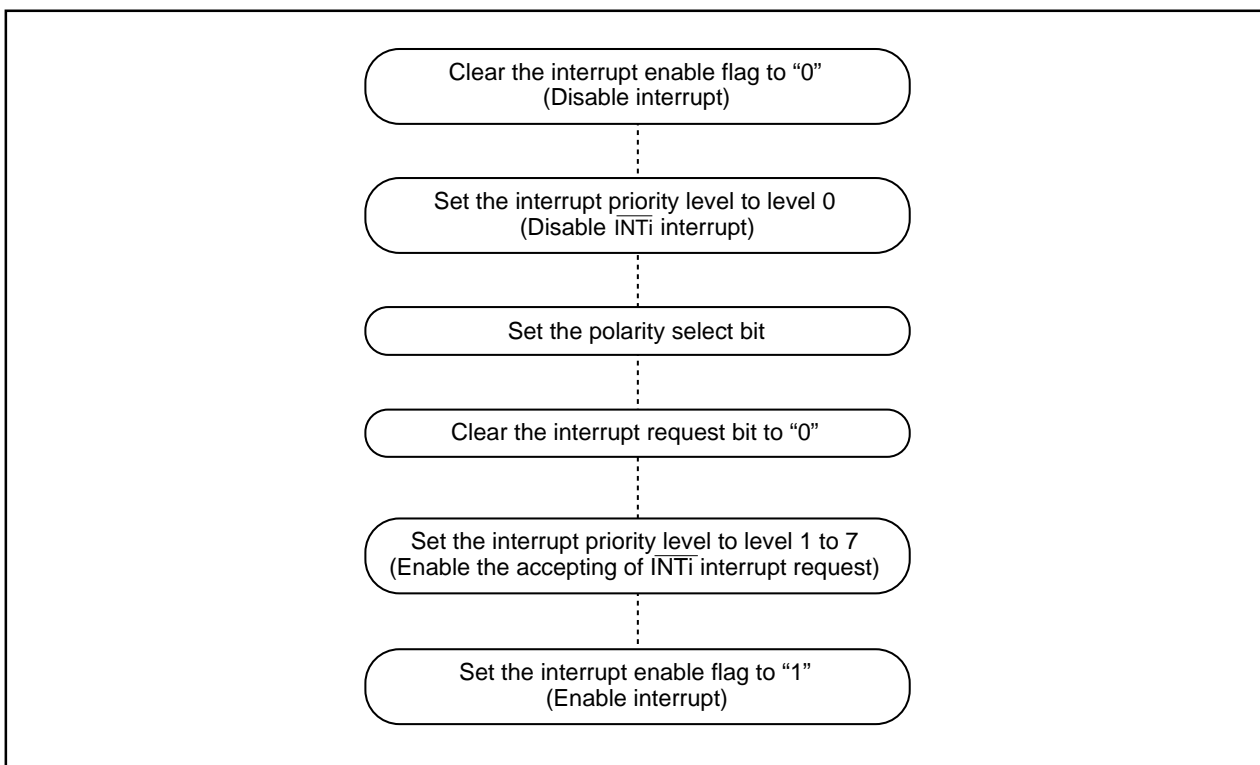 Clear the interrupt enable flag to “0”
(Disable interrupt)
Set the interrupt priority level to level 0
(Disable I̅N̅T̅i̅ interrupt)
Set the polarity select bit
Clear the interrupt request bit to “0”
Set the interrupt priority level to level 1 to 7
(Enable the accepting of I̅N̅T̅i̅ interrupt request)
Set the interrupt enable flag to “1”
(Enable interrupt)